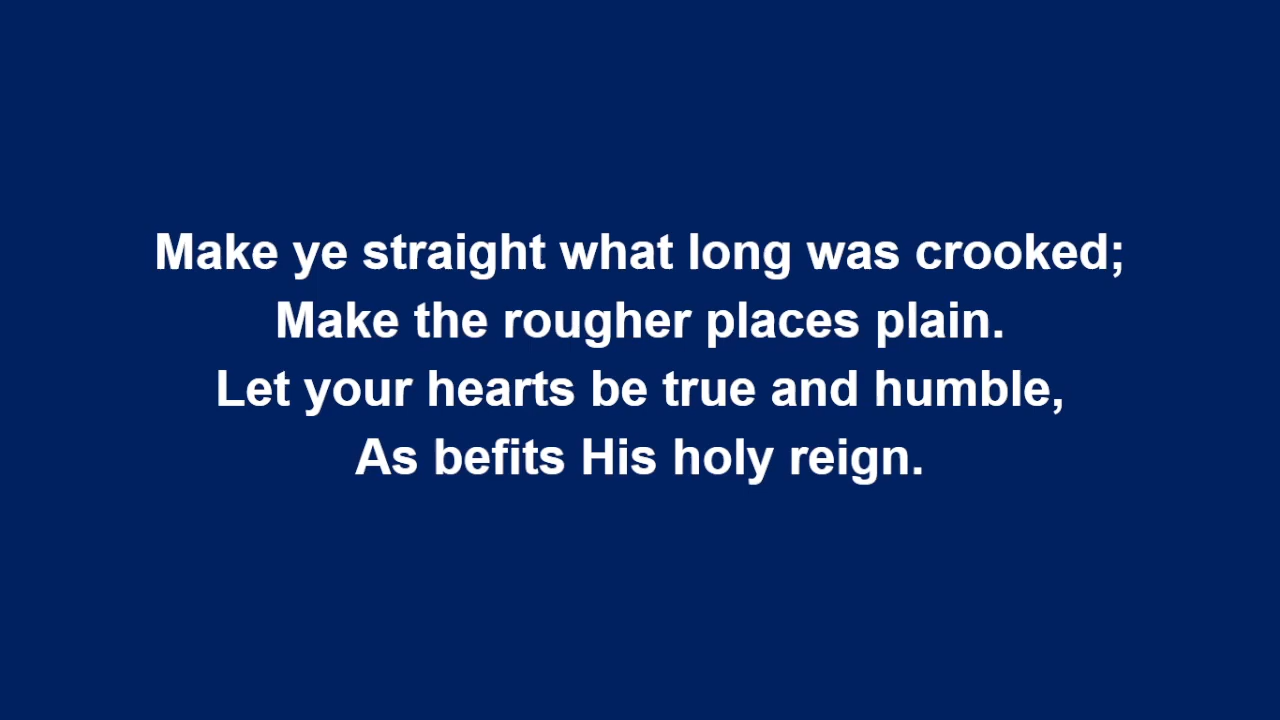 Make ye straight what long was crooked;
Make the rougher places plain.
Let your hearts be true and humble,
As befits His holy reign.